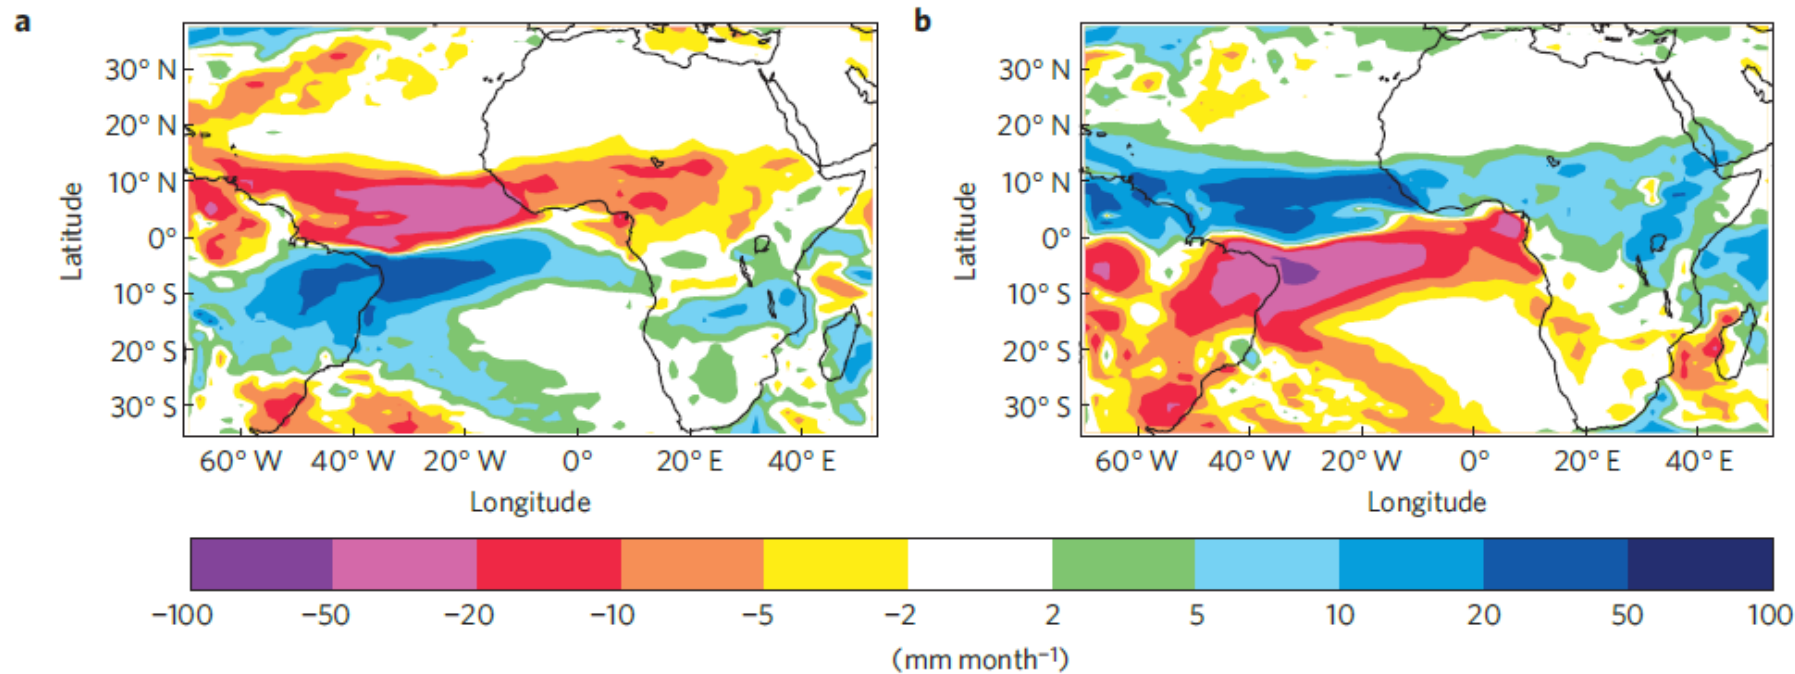 a
b
30° N
20° N
10° N
0°
10° S
20° S
30° S
Latitude
60° W 40° W 20° W 0° 20° E 40° E
Longitude
30° N
20° N
10° N
0°
10° S
20° S
30° S
Latitude
60° W 40° W 20° W 0° 20° E 40° E
Longitude
−100 −50 −20 −10 −5 −2 2 5 10 20 50 100
(mm month⁻¹)